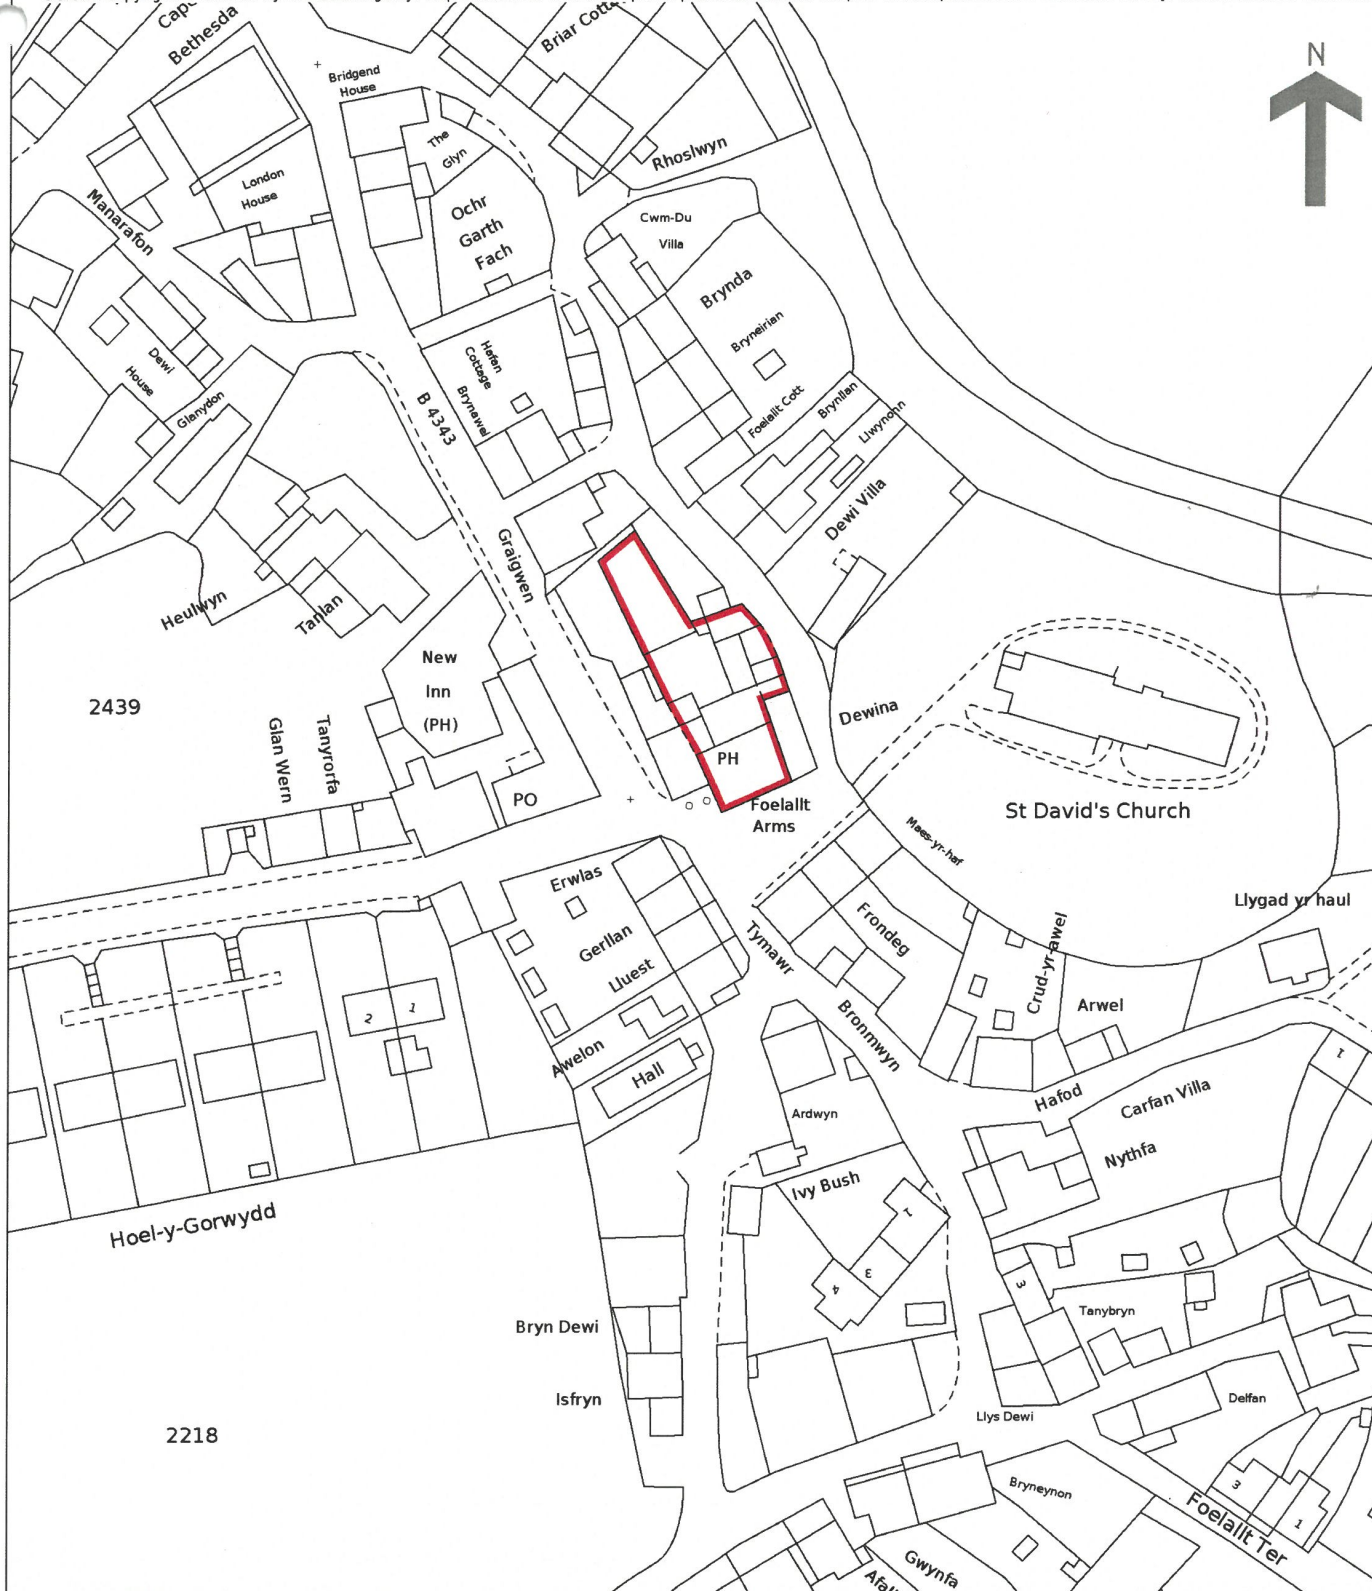 Bethesda
Briar
N
Bridgend
House
The
Glyn
Rhoslwyn
London
House
Manarafon
Ochr
Garth
Fach
Cwm-Du
Villa
Brynda
Bryneirian
Hafan
Cottage
Brynawel
Dewi
House
Glanydon
B 4343
Foelallt Cott
Brynllan
Llwynonn
Dewi Villa
Graigwen
Heulwyn
Tanlan
New
Inn
(PH)
2439
Glan Wern
Tanyrorfa
PO
PH
Foelallt
Arms
Dewina
St David's Church
Maes-yr-haf
Llygad yr haul
Erwlas
Gerllan
Lluest
Frondeg
Tymawr
Crud-yr-awel
Arwel
2
1
Awelon
Hall
Bronmwyn
Hafod
Carfan Villa
Nythfa
1
Ardwyn
Ivy Bush
1
3
4
Hoel-y-Gorwydd
3
Tanybryn
Bryn Dewi
Isfryn
2218
Llys Dewi
Delfan
Bryneynon
3
1
Foelallt Ter
Gwynfa